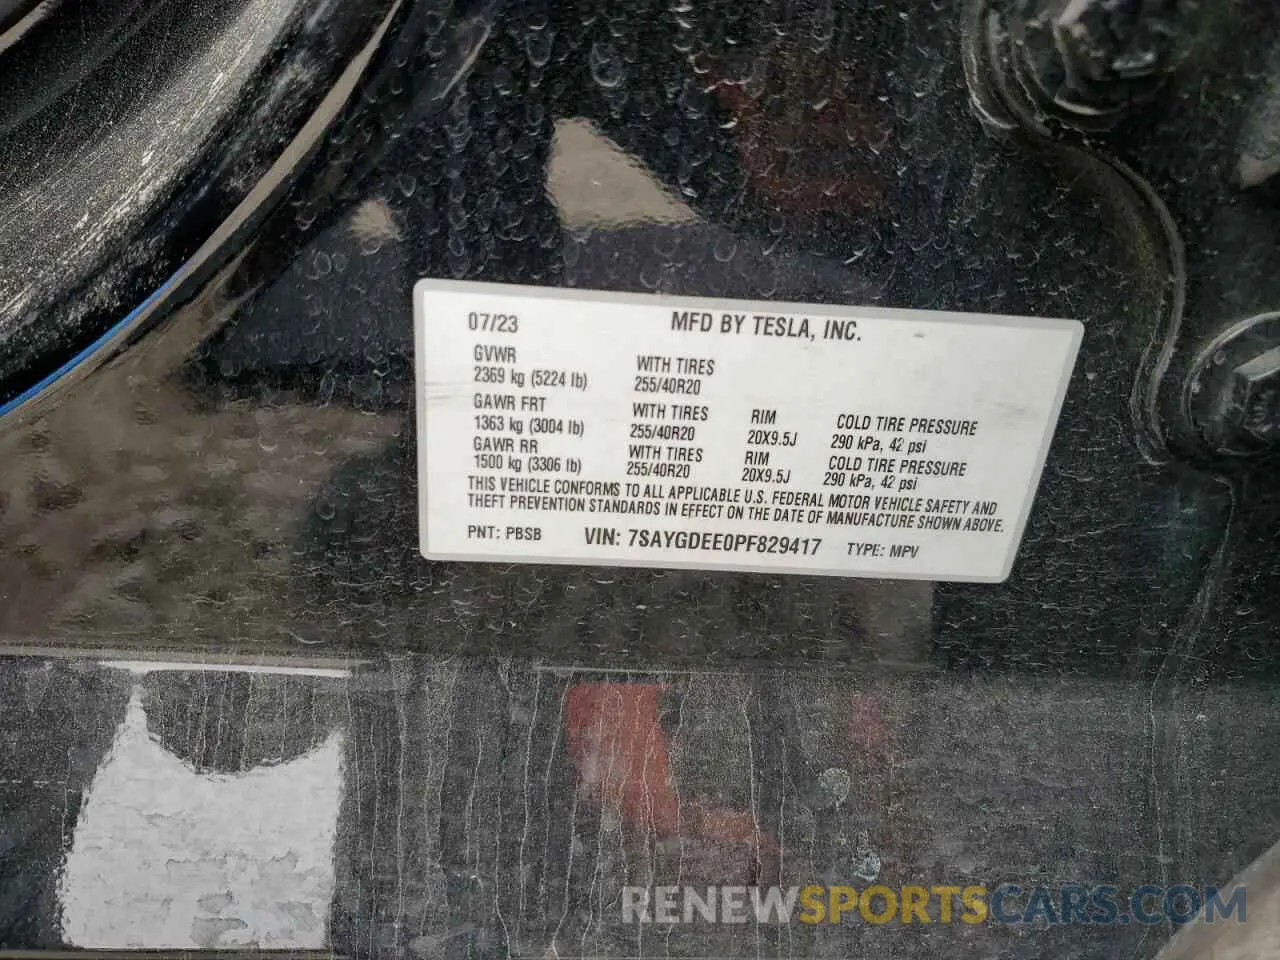 07/23 MFD BY TESLA, INC.
GVWR
2369 kg (5224 lb)
WITH TIRES
255/40R20
GAWR FRT
1363 kg (3004 lb)
WITH TIRES
255/40R20
RIM
20X9.5J
COLD TIRE PRESSURE
290 kPa, 42 psi
GAWR RR
1500 kg (3306 lb)
WITH TIRES
255/40R20
RIM
20X9.5J
COLD TIRE PRESSURE
290 kPa, 42 psi
THIS VEHICLE CONFORMS TO ALL APPLICABLE U.S. FEDERAL MOTOR VEHICLE SAFETY AND
THEFT PREVENTION STANDARDS IN EFFECT ON THE DATE OF MANUFACTURE SHOWN ABOVE.
PNT: PBSB VIN: 7SAYGDEE0PF829417 TYPE: MPV
RENEWSPORTSCARS.COM